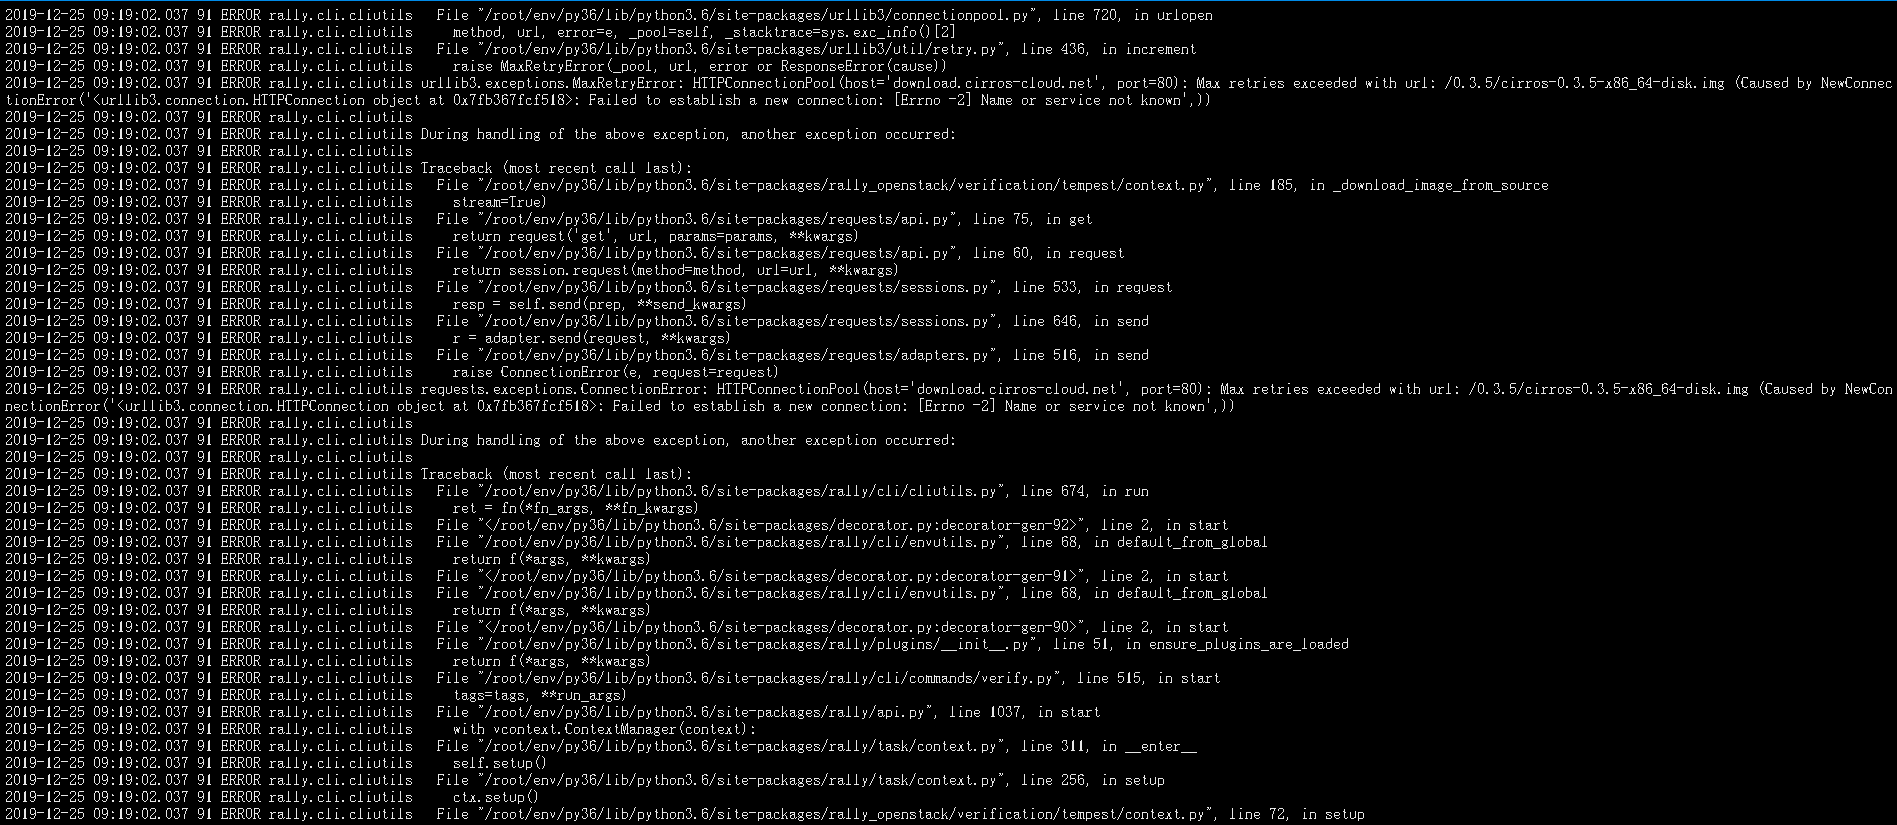 2019-12-25 09:19:02.037 91 ERROR rally.cli.cliutils   File "/root/env/py36/lib/python3.6/site-packages/urllib3/connectionpool.py", line 720, in urlopen
2019-12-25 09:19:02.037 91 ERROR rally.cli.cliutils     method, url, error=e, _pool=self, _stacktrace=sys.exc_info()[2]
2019-12-25 09:19:02.037 91 ERROR rally.cli.cliutils   File "/root/env/py36/lib/python3.6/site-packages/urllib3/util/retry.py", line 436, in increment
2019-12-25 09:19:02.037 91 ERROR rally.cli.cliutils     raise MaxRetryError(_pool, url, error or ResponseError(cause))
2019-12-25 09:19:02.037 91 ERROR rally.cli.cliutils urllib3.exceptions.MaxRetryError: HTTPConnectionPool(host='download.cirros-cloud.net', port=80): Max retries exceeded with url: /0.3.5/cirros-0.3.5-x86_64-disk.img (Caused by NewConnec
tionError('<urllib3.connection.HTTPConnection object at 0x7fb367fcf518>: Failed to establish a new connection: [Errno -2] Name or service not known',))
2019-12-25 09:19:02.037 91 ERROR rally.cli.cliutils
2019-12-25 09:19:02.037 91 ERROR rally.cli.cliutils During handling of the above exception, another exception occurred:
2019-12-25 09:19:02.037 91 ERROR rally.cli.cliutils
2019-12-25 09:19:02.037 91 ERROR rally.cli.cliutils Traceback (most recent call last):
2019-12-25 09:19:02.037 91 ERROR rally.cli.cliutils   File "/root/env/py36/lib/python3.6/site-packages/rally_openstack/verification/tempest/context.py", line 185, in _download_image_from_source
2019-12-25 09:19:02.037 91 ERROR rally.cli.cliutils     stream=True)
2019-12-25 09:19:02.037 91 ERROR rally.cli.cliutils   File "/root/env/py36/lib/python3.6/site-packages/requests/api.py", line 75, in get
2019-12-25 09:19:02.037 91 ERROR rally.cli.cliutils     return request('get', url, params=params, **kwargs)
2019-12-25 09:19:02.037 91 ERROR rally.cli.cliutils   File "/root/env/py36/lib/python3.6/site-packages/requests/api.py", line 60, in request
2019-12-25 09:19:02.037 91 ERROR rally.cli.cliutils     return session.request(method=method, url=url, **kwargs)
2019-12-25 09:19:02.037 91 ERROR rally.cli.cliutils   File "/root/env/py36/lib/python3.6/site-packages/requests/sessions.py", line 533, in request
2019-12-25 09:19:02.037 91 ERROR rally.cli.cliutils     resp = self.send(prep, **send_kwargs)
2019-12-25 09:19:02.037 91 ERROR rally.cli.cliutils   File "/root/env/py36/lib/python3.6/site-packages/requests/sessions.py", line 646, in send
2019-12-25 09:19:02.037 91 ERROR rally.cli.cliutils     r = adapter.send(request, **kwargs)
2019-12-25 09:19:02.037 91 ERROR rally.cli.cliutils   File "/root/env/py36/lib/python3.6/site-packages/requests/adapters.py", line 516, in send
2019-12-25 09:19:02.037 91 ERROR rally.cli.cliutils     raise ConnectionError(e, request=request)
2019-12-25 09:19:02.037 91 ERROR rally.cli.cliutils requests.exceptions.ConnectionError: HTTPConnectionPool(host='download.cirros-cloud.net', port=80): Max retries exceeded with url: /0.3.5/cirros-0.3.5-x86_64-disk.img (Caused by NewCon
nectionError('<urllib3.connection.HTTPConnection object at 0x7fb367fcf518>: Failed to establish a new connection: [Errno -2] Name or service not known',))
2019-12-25 09:19:02.037 91 ERROR rally.cli.cliutils
2019-12-25 09:19:02.037 91 ERROR rally.cli.cliutils During handling of the above exception, another exception occurred:
2019-12-25 09:19:02.037 91 ERROR rally.cli.cliutils
2019-12-25 09:19:02.037 91 ERROR rally.cli.cliutils Traceback (most recent call last):
2019-12-25 09:19:02.037 91 ERROR rally.cli.cliutils   File "/root/env/py36/lib/python3.6/site-packages/rally/cli/cliutils.py", line 674, in run
2019-12-25 09:19:02.037 91 ERROR rally.cli.cliutils     ret = fn(*fn_args, **fn_kwargs)
2019-12-25 09:19:02.037 91 ERROR rally.cli.cliutils   File "</root/env/py36/lib/python3.6/site-packages/decorator.py:decorator-gen-92>", line 2, in start
2019-12-25 09:19:02.037 91 ERROR rally.cli.cliutils   File "/root/env/py36/lib/python3.6/site-packages/rally/cli/envutils.py", line 68, in default_from_global
2019-12-25 09:19:02.037 91 ERROR rally.cli.cliutils     return f(*args, **kwargs)
2019-12-25 09:19:02.037 91 ERROR rally.cli.cliutils   File "</root/env/py36/lib/python3.6/site-packages/decorator.py:decorator-gen-91>", line 2, in start
2019-12-25 09:19:02.037 91 ERROR rally.cli.cliutils   File "/root/env/py36/lib/python3.6/site-packages/rally/cli/envutils.py", line 68, in default_from_global
2019-12-25 09:19:02.037 91 ERROR rally.cli.cliutils     return f(*args, **kwargs)
2019-12-25 09:19:02.037 91 ERROR rally.cli.cliutils   File "</root/env/py36/lib/python3.6/site-packages/decorator.py:decorator-gen-90>", line 2, in start
2019-12-25 09:19:02.037 91 ERROR rally.cli.cliutils   File "/root/env/py36/lib/python3.6/site-packages/rally/plugins/__init__.py", line 51, in ensure_plugins_are_loaded
2019-12-25 09:19:02.037 91 ERROR rally.cli.cliutils     return f(*args, **kwargs)
2019-12-25 09:19:02.037 91 ERROR rally.cli.cliutils   File "/root/env/py36/lib/python3.6/site-packages/rally/cli/commands/verify.py", line 515, in start
2019-12-25 09:19:02.037 91 ERROR rally.cli.cliutils     tags=tags, **run_args)
2019-12-25 09:19:02.037 91 ERROR rally.cli.cliutils   File "/root/env/py36/lib/python3.6/site-packages/rally/api.py", line 1037, in start
2019-12-25 09:19:02.037 91 ERROR rally.cli.cliutils     with vcontext.ContextManager(context):
2019-12-25 09:19:02.037 91 ERROR rally.cli.cliutils   File "/root/env/py36/lib/python3.6/site-packages/rally/task/context.py", line 311, in __enter__
2019-12-25 09:19:02.037 91 ERROR rally.cli.cliutils     self.setup()
2019-12-25 09:19:02.037 91 ERROR rally.cli.cliutils   File "/root/env/py36/lib/python3.6/site-packages/rally/task/context.py", line 256, in setup
2019-12-25 09:19:02.037 91 ERROR rally.cli.cliutils     ctx.setup()
2019-12-25 09:19:02.037 91 ERROR rally.cli.cliutils   File "/root/env/py36/lib/python3.6/site-packages/rally_openstack/verification/tempest/context.py", line 72, in setup